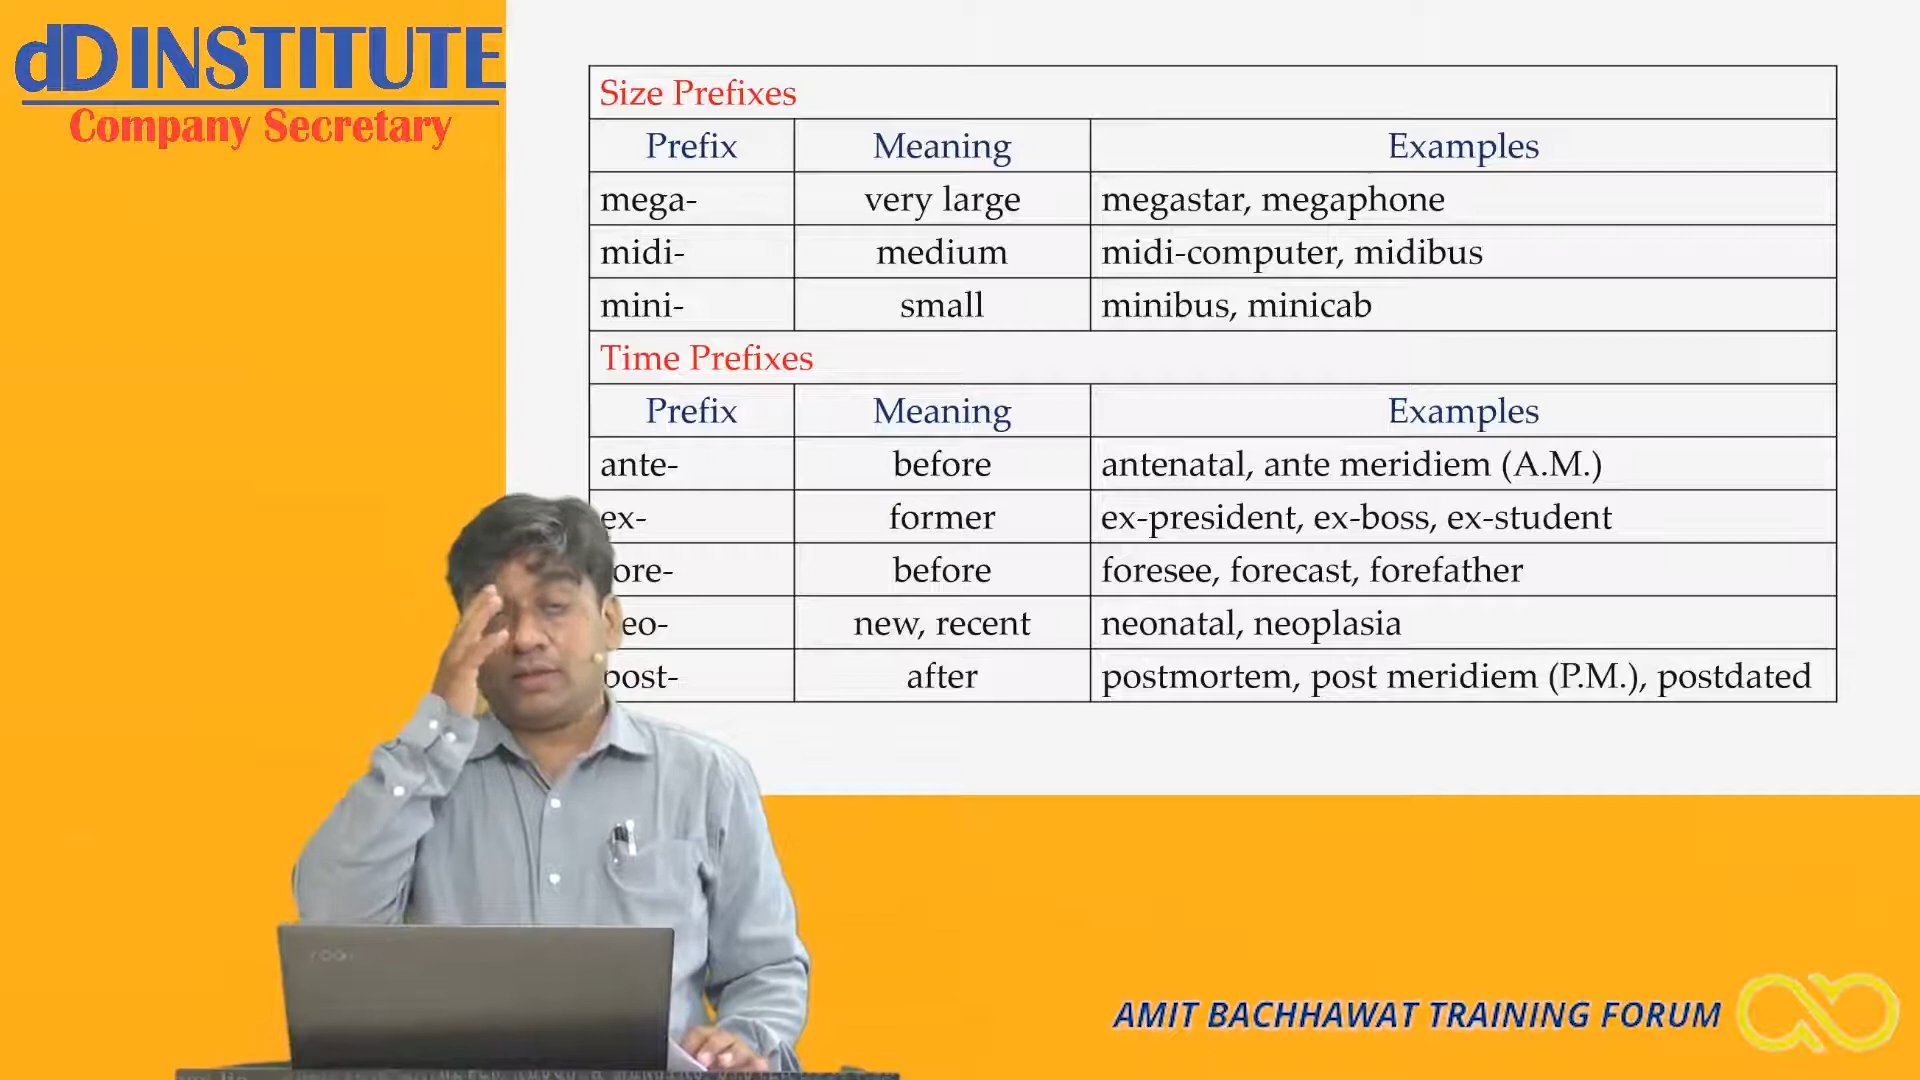 dD INSTITUTE
Company Secretary
Size Prefixes
Prefix Meaning Examples
mega- very large megastar, megaphone
midi- medium midi-computer, midibus
mini- small minibus, minicab
Time Prefixes
Prefix Meaning Examples
ante- before antenatal, ante meridiem (A.M.)
ex- former ex-president, ex-boss, ex-student
ore- before foresee, forecast, forefather
eo- new, recent neonatal, neoplasia
post- after postmortem, post meridiem (P.M.), postdated
AMIT BACHHAWAT TRAINING FORUM